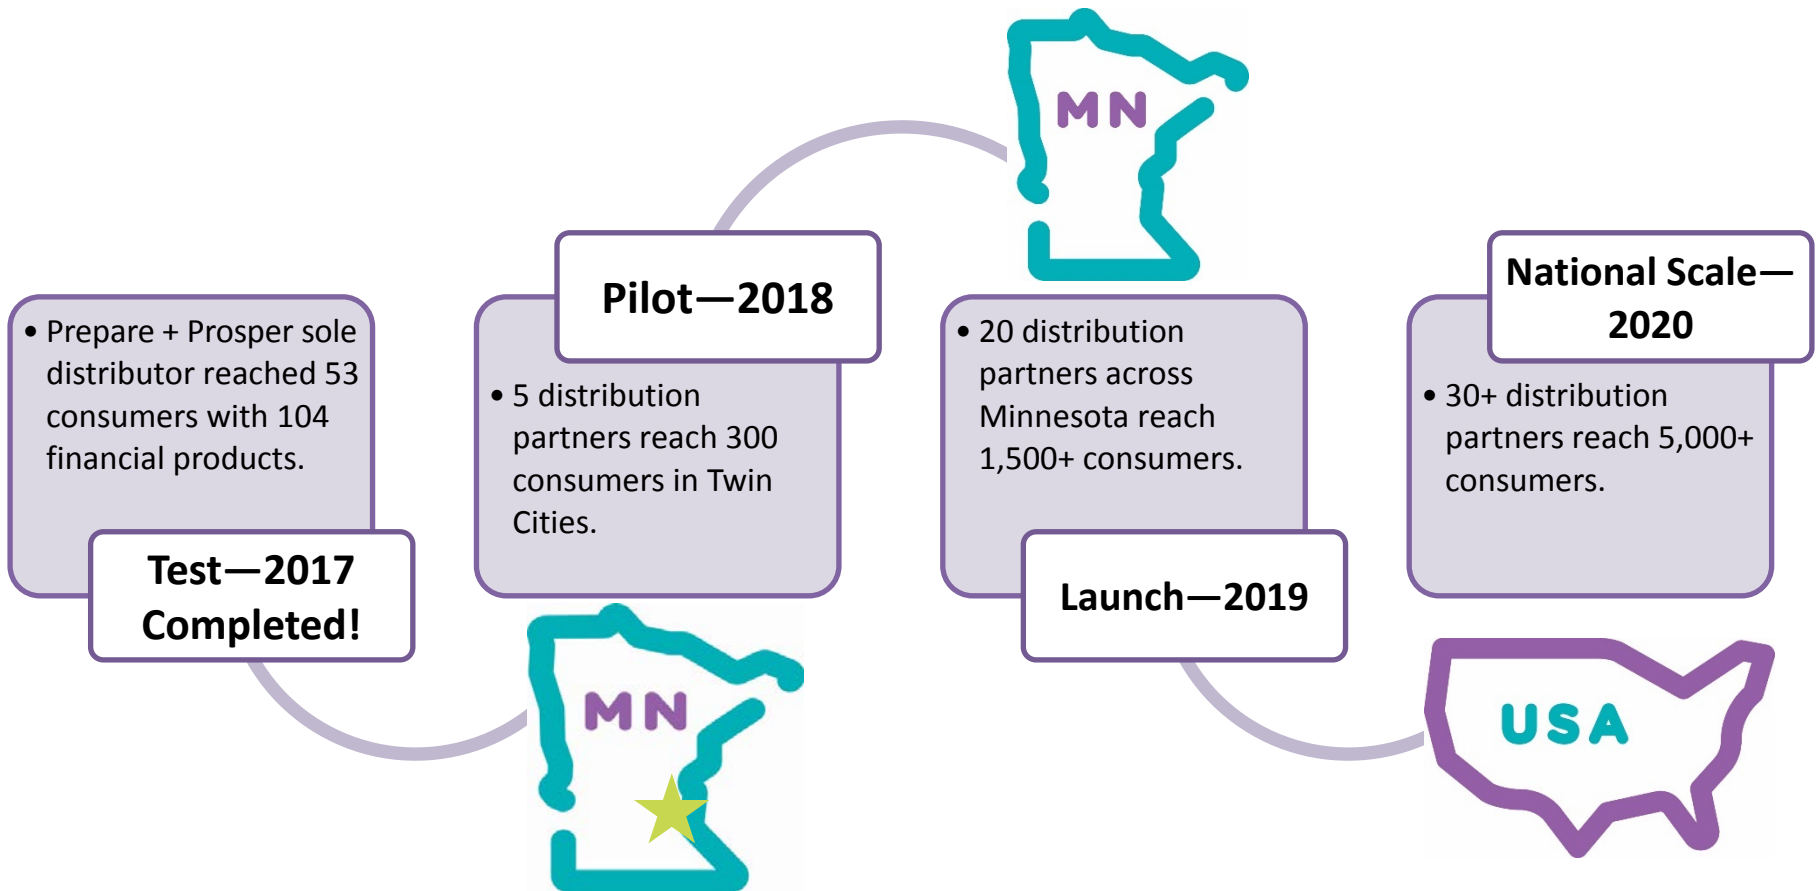 • Prepare + Prosper sole
distributor reached 53
consumers with 104
financial products.
Test—2017
Completed!
Pilot—2018
• 5 distribution
partners reach 300
consumers in Twin
Cities.
MN
MN
• 20 distribution
partners across
Minnesota reach
1,500+ consumers.
Launch—2019
National Scale—
2020
• 30+ distribution
partners reach 5,000+
consumers.
USA